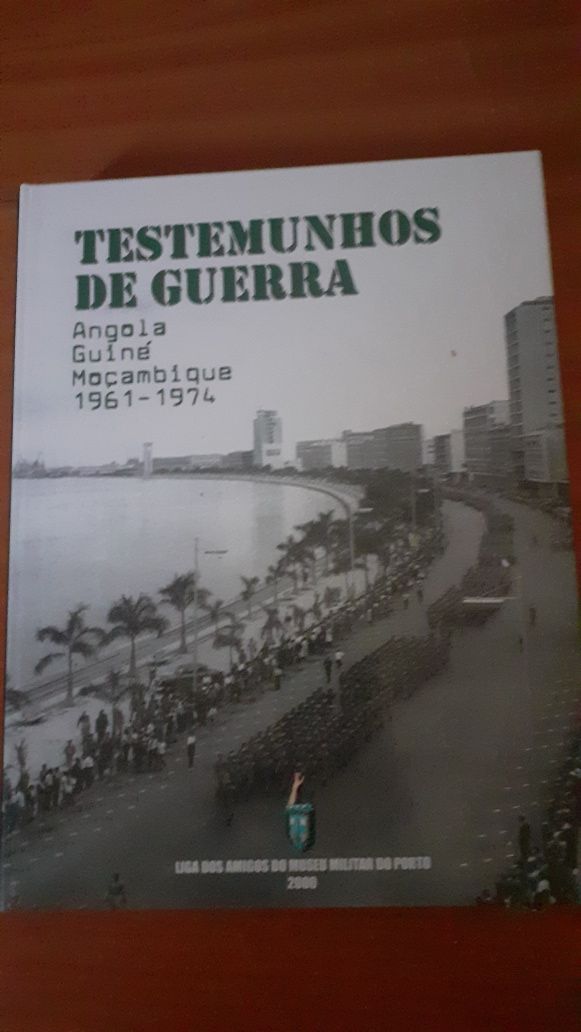 TESTEMUNHOS
DE GUERRA
Angola
Guiné
Moçambique
1961-1974
LIGA DOS AMIGOS DO MUSEU MILITAR DO PORTO
2000